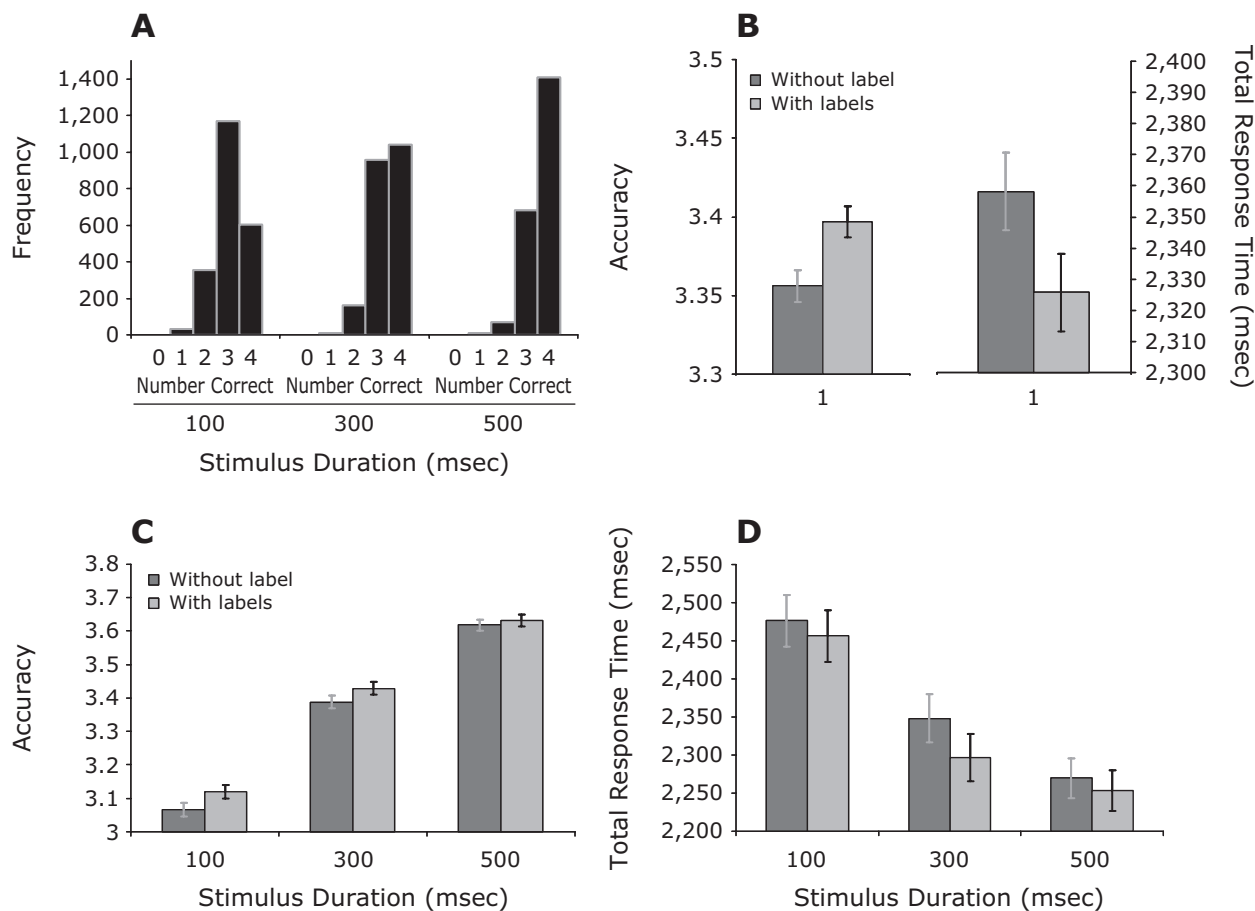 A
Frequency
1,400
1,200
1,000
800
600
400
200
0
0 1 2 3 4 0 1 2 3 4 0 1 2 3 4
Number Correct Number Correct Number Correct
100 300 500
Stimulus Duration (msec)
B
Accuracy
3.5
3.45
3.4
3.35
3.3
Without label
With labels
1 1
2,400
2,395
2,390
2,380
2,370
2,360
2,350
2,340
2,330
2,320
2,310
2,300
Total Response Time (msec)
C
Accuracy
3.8
3.7
3.6
3.5
3.4
3.3
3.2
3.1
3
Without label
With labels
100 300 500
Stimulus Duration (msec)
D
Total Response Time (msec)
2,550
2,500
2,450
2,400
2,350
2,300
2,250
2,200
100 300 500
Stimulus Duration (msec)